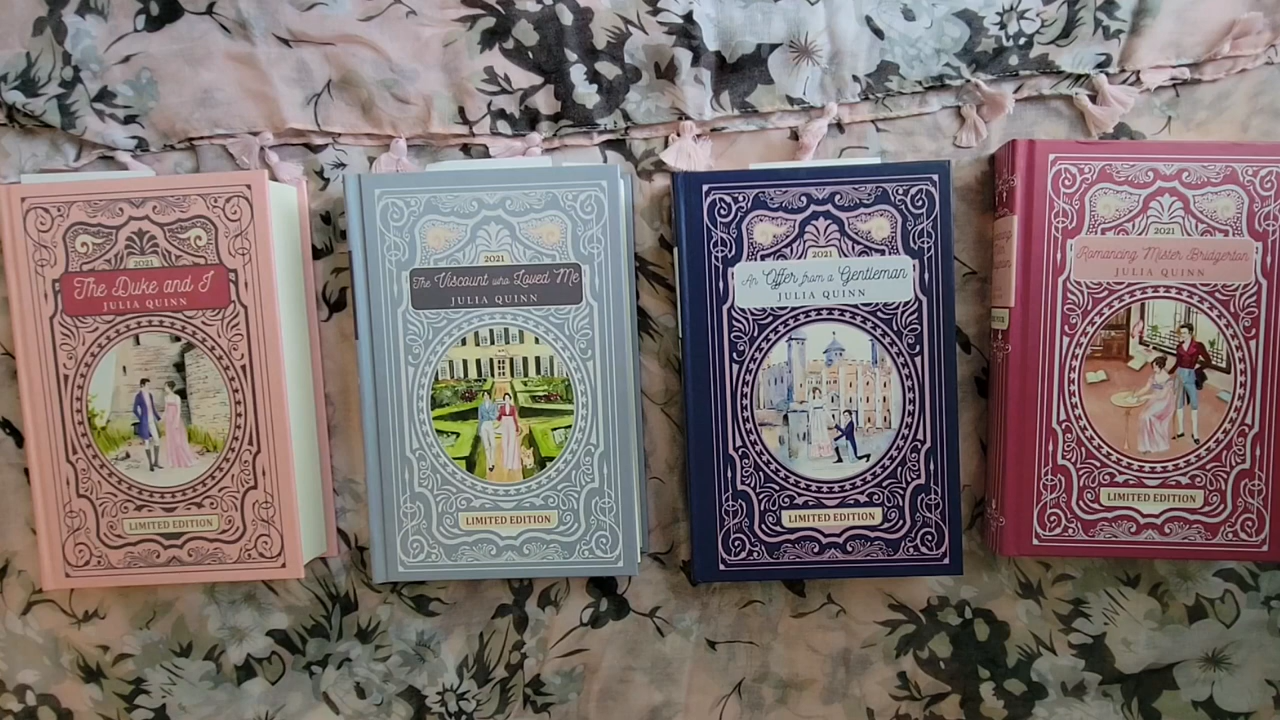 2021
The Duke and I
JULIA QUINN
LIMITED EDITION
2021
The Viscount who Loved Me
JULIA QUINN
LIMITED EDITION
2021
An Offer from a Gentleman
JULIA QUINN
LIMITED EDITION
2021
Romancing Mister Bridgerton
JULIA QUINN
LIMITED EDITION